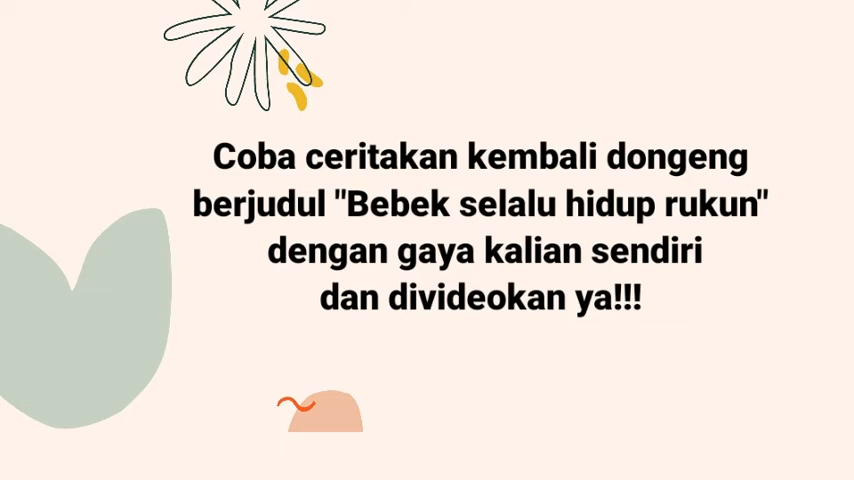 Coba ceritakan kembali dongeng
berjudul "Bebek selalu hidup rukun"
dengan gaya kalian sendiri
dan divideokan ya!!!